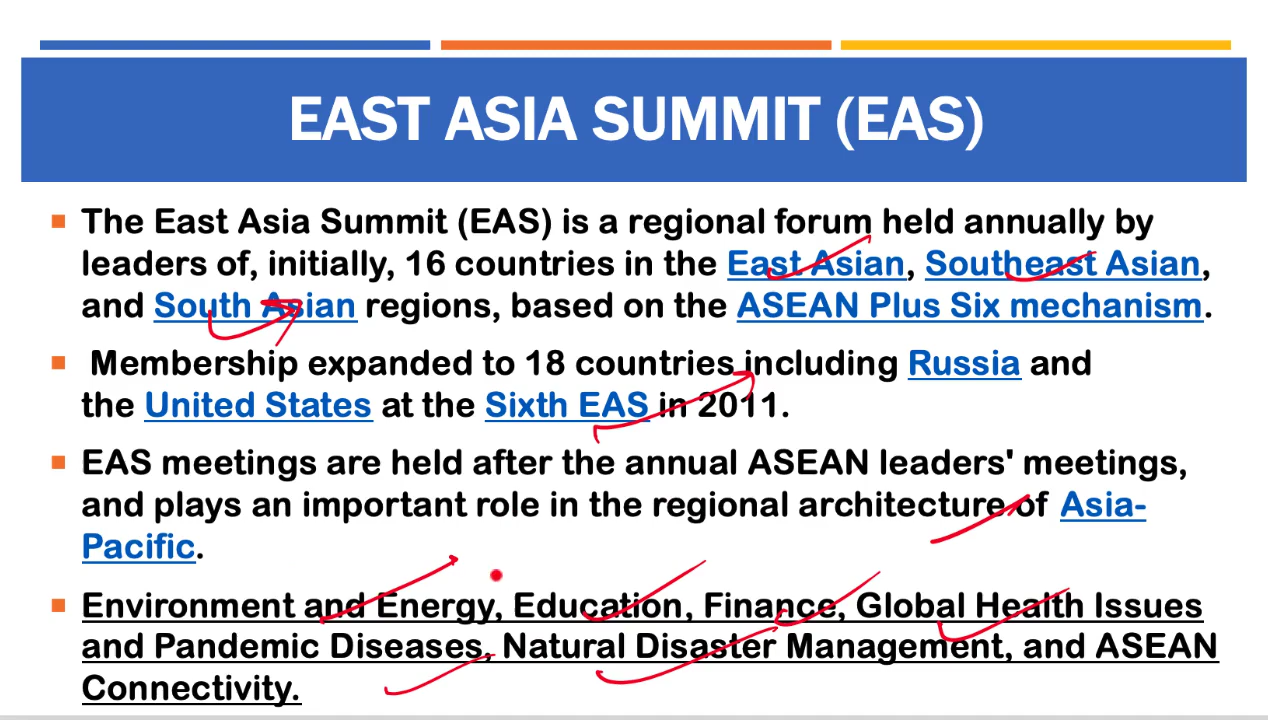 EAST ASIA SUMMIT (EAS)
The East Asia Summit (EAS) is a regional forum held annually by
leaders of, initially, 16 countries in the East Asian, Southeast Asian,
and South Asian regions, based on the ASEAN Plus Six mechanism.
Membership expanded to 18 countries including Russia and
the United States at the Sixth EAS in 2011.
EAS meetings are held after the annual ASEAN leaders' meetings,
and plays an important role in the regional architecture of Asia-
Pacific.
Environment and Energy, Education, Finance, Global Health Issues
and Pandemic Diseases, Natural Disaster Management, and ASEAN
Connectivity.